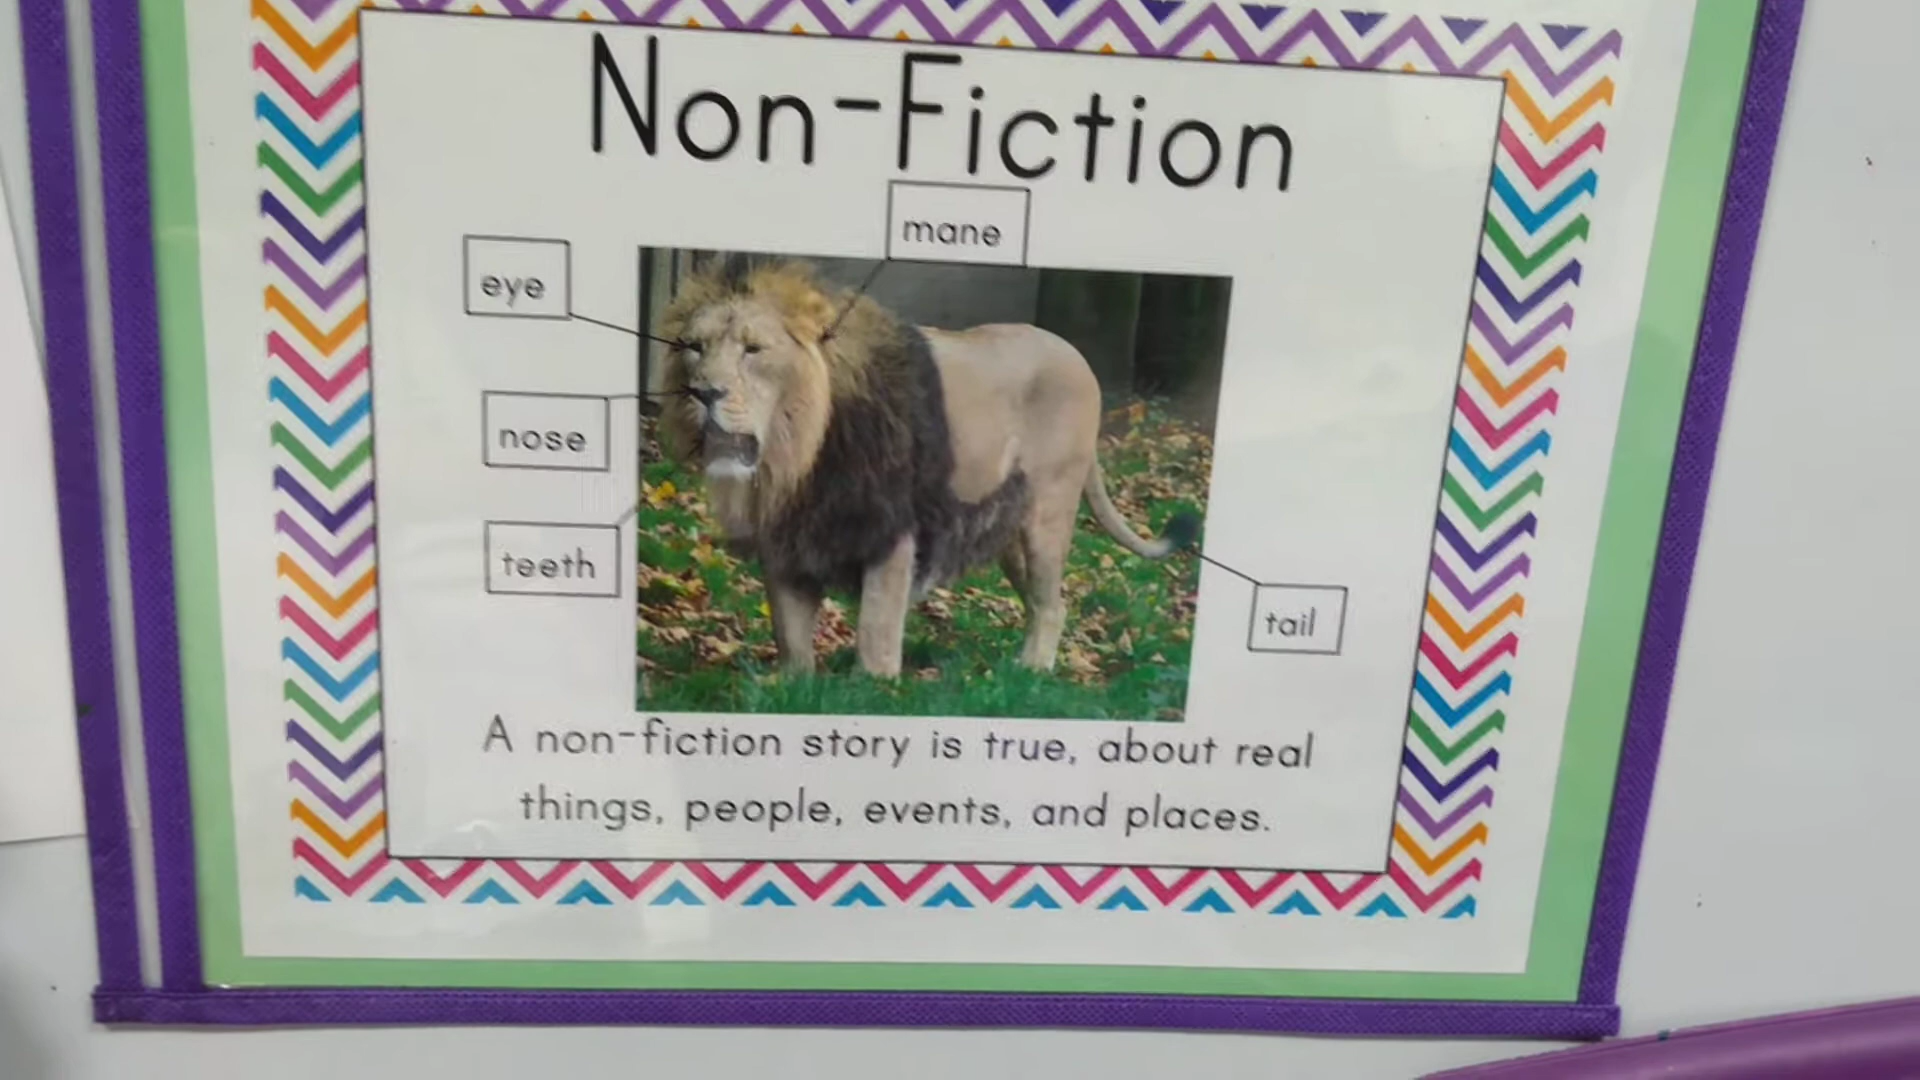 Non-Fiction
mane
eye
nose
teeth
tail
A non-fiction story is true, about real
things, people, events, and places.